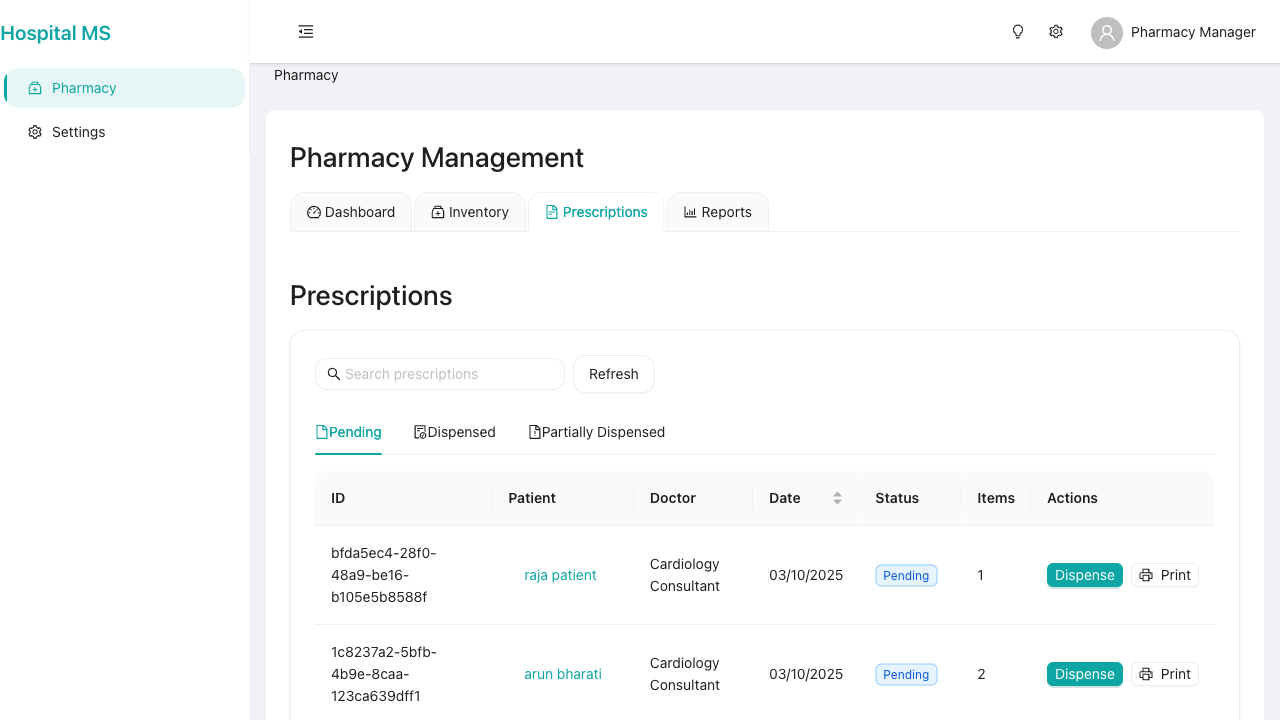 Hospital MS
Pharmacy Manager
Pharmacy
Settings
Pharmacy
Pharmacy Management
Dashboard
Inventory
Prescriptions
Reports
Prescriptions
Search prescriptions
Refresh
Pending
Dispensed
Partially Dispensed
ID
Patient
Doctor
Date
Status
Items
Actions
bfda5ec4-28f0-
48a9-be16-
b105e5b8588f
raja patient
Cardiology
Consultant
03/10/2025
Pending
1
Dispense
Print
1c8237a2-5bfb-
4b9e-8caa-
123ca639dff1
arun bharati
Cardiology
Consultant
03/10/2025
Pending
2
Dispense
Print